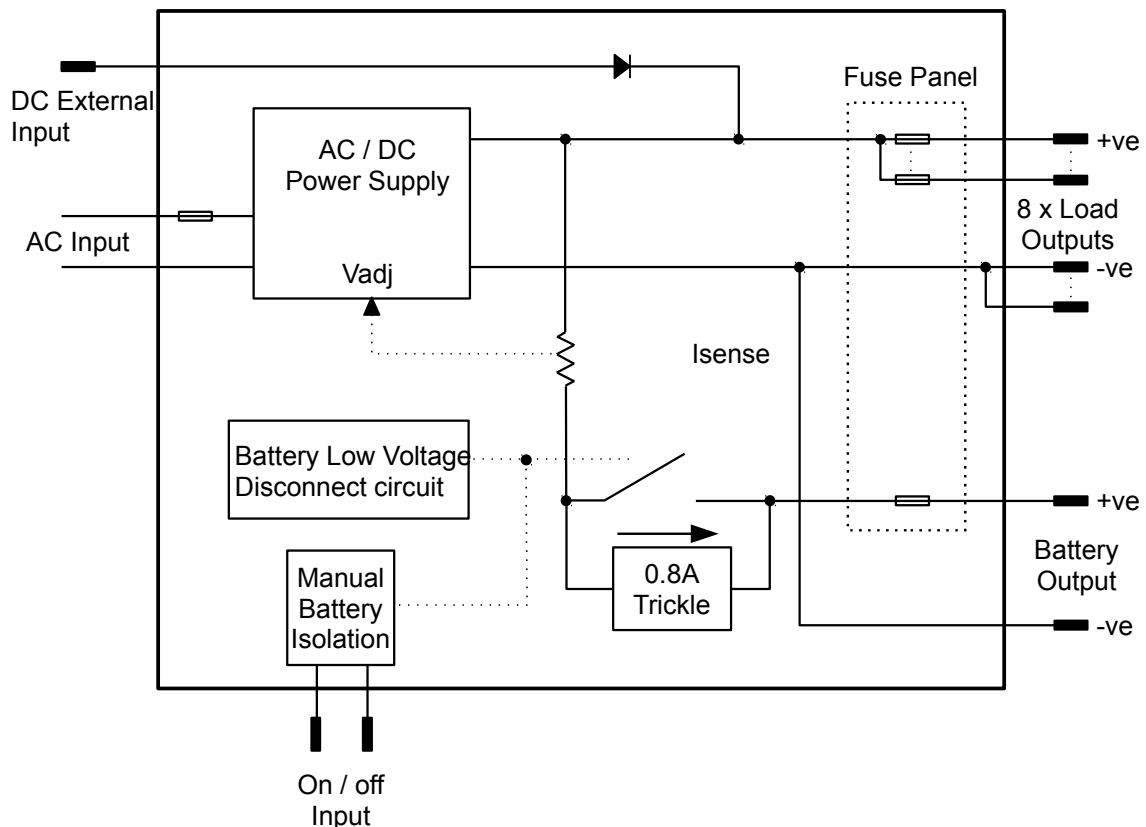 DC External
Input
Fuse Panel
AC / DC
Power Supply
+ve
8 x Load
Outputs
AC Input
-ve
Vadj
Isense
Battery Low Voltage
Disconnect circuit
+ve
Manual
Battery
Isolation
0.8A
Trickle
Battery
Output
-ve
On / off
Input